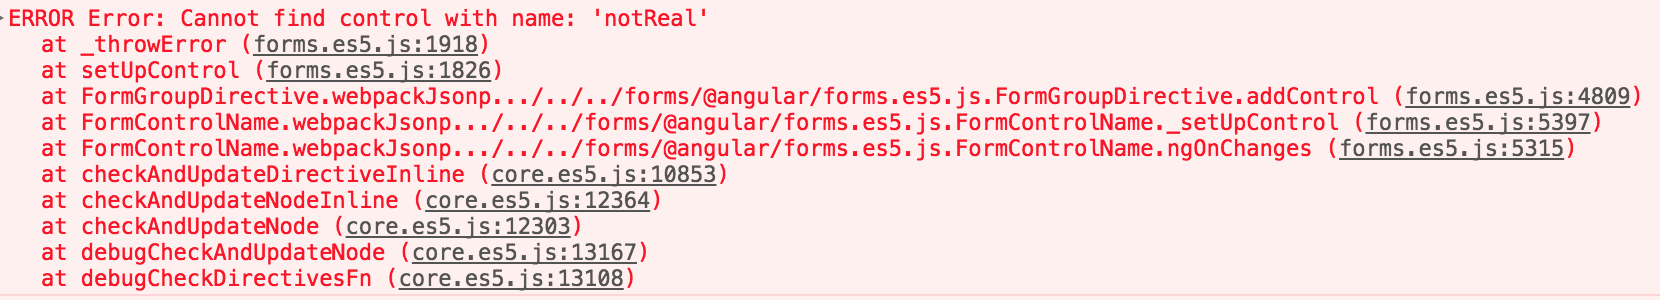 ERROR Error: Cannot find control with name: 'notReal'
at _throwError (forms.es5.js:1918)
at setUpControl (forms.es5.js:1826)
at FormGroupDirective.webpackJsonp.../../../forms/@angular/forms.es5.js.FormGroupDirective.addControl (forms.es5.js:4809)
at FormControlName.webpackJsonp.../../../forms/@angular/forms.es5.js.FormControlName._setUpControl (forms.es5.js:5397)
at FormControlName.webpackJsonp.../../../forms/@angular/forms.es5.js.FormControlName.ngOnChanges (forms.es5.js:5315)
at checkAndUpdateDirectiveInline (core.es5.js:10853)
at checkAndUpdateNodeInline (core.es5.js:12364)
at checkAndUpdateNode (core.es5.js:12303)
at debugCheckAndUpdateNode (core.es5.js:13167)
at debugCheckDirectivesFn (core.es5.js:13108)